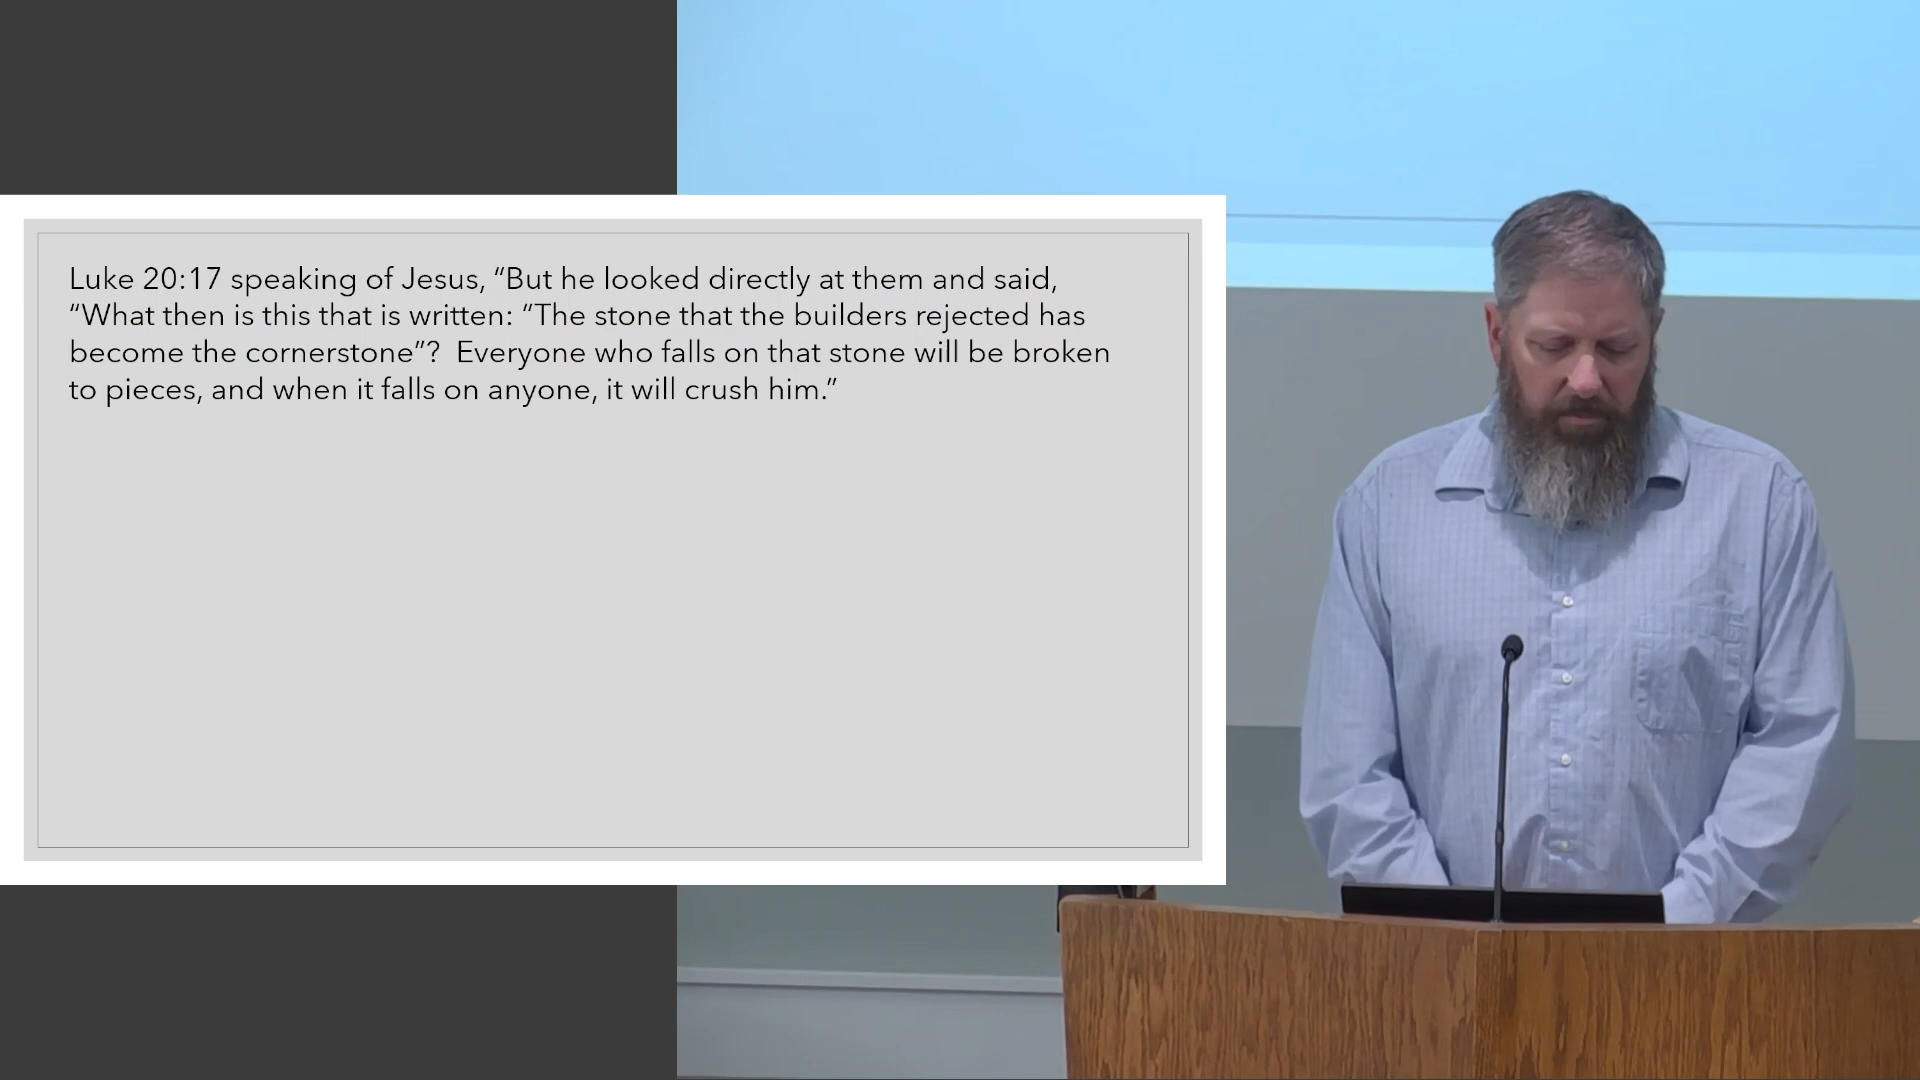 Luke 20:17 speaking of Jesus, “But he looked directly at them and said,
“What then is this that is written: “The stone that the builders rejected has
become the cornerstone”?  Everyone who falls on that stone will be broken
to pieces, and when it falls on anyone, it will crush him.”